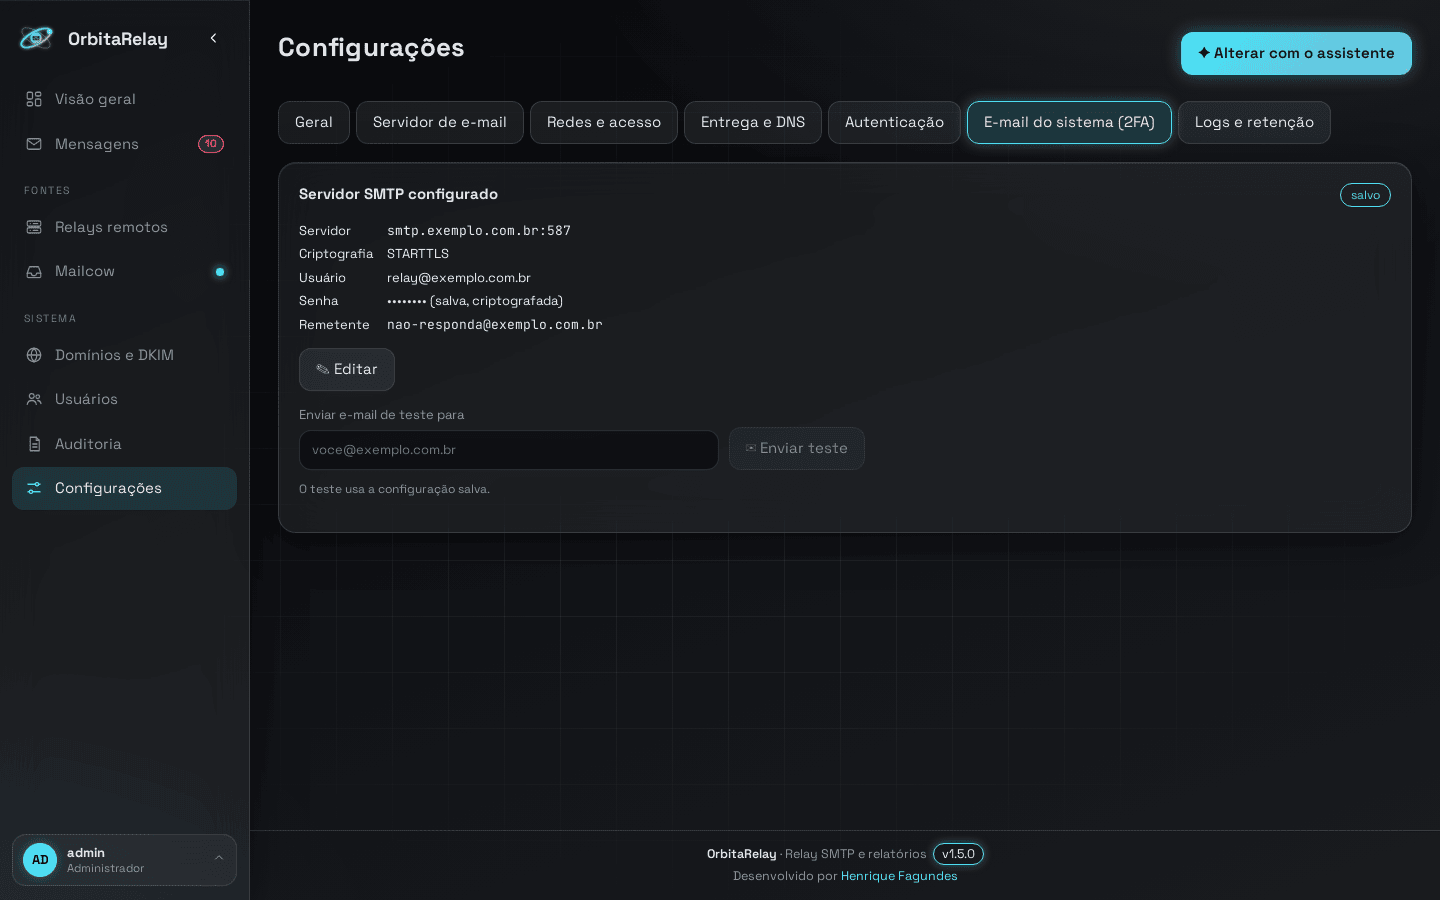 OrbitaRelay
Visão geral
Mensagens 10
FONTES
Relays remotos
Mailcow
SISTEMA
Domínios e DKIM
Usuários
Auditoria
Configurações
AD admin
Administrador
Configurações
✦ Alterar com o assistente
Geral Servidor de e-mail Redes e acesso Entrega e DNS Autenticação E-mail do sistema (2FA) Logs e retenção
Servidor SMTP configurado salvo
Servidor smtp.exemplo.com.br:587
Criptografia STARTTLS
Usuário relay@exemplo.com.br
Senha •••••••• (salva, criptografada)
Remetente nao-responda@exemplo.com.br
✎ Editar
Enviar e-mail de teste para
voce@exemplo.com.br ✉ Enviar teste
O teste usa a configuração salva.
OrbitaRelay · Relay SMTP e relatórios v1.5.0
Desenvolvido por Henrique Fagundes